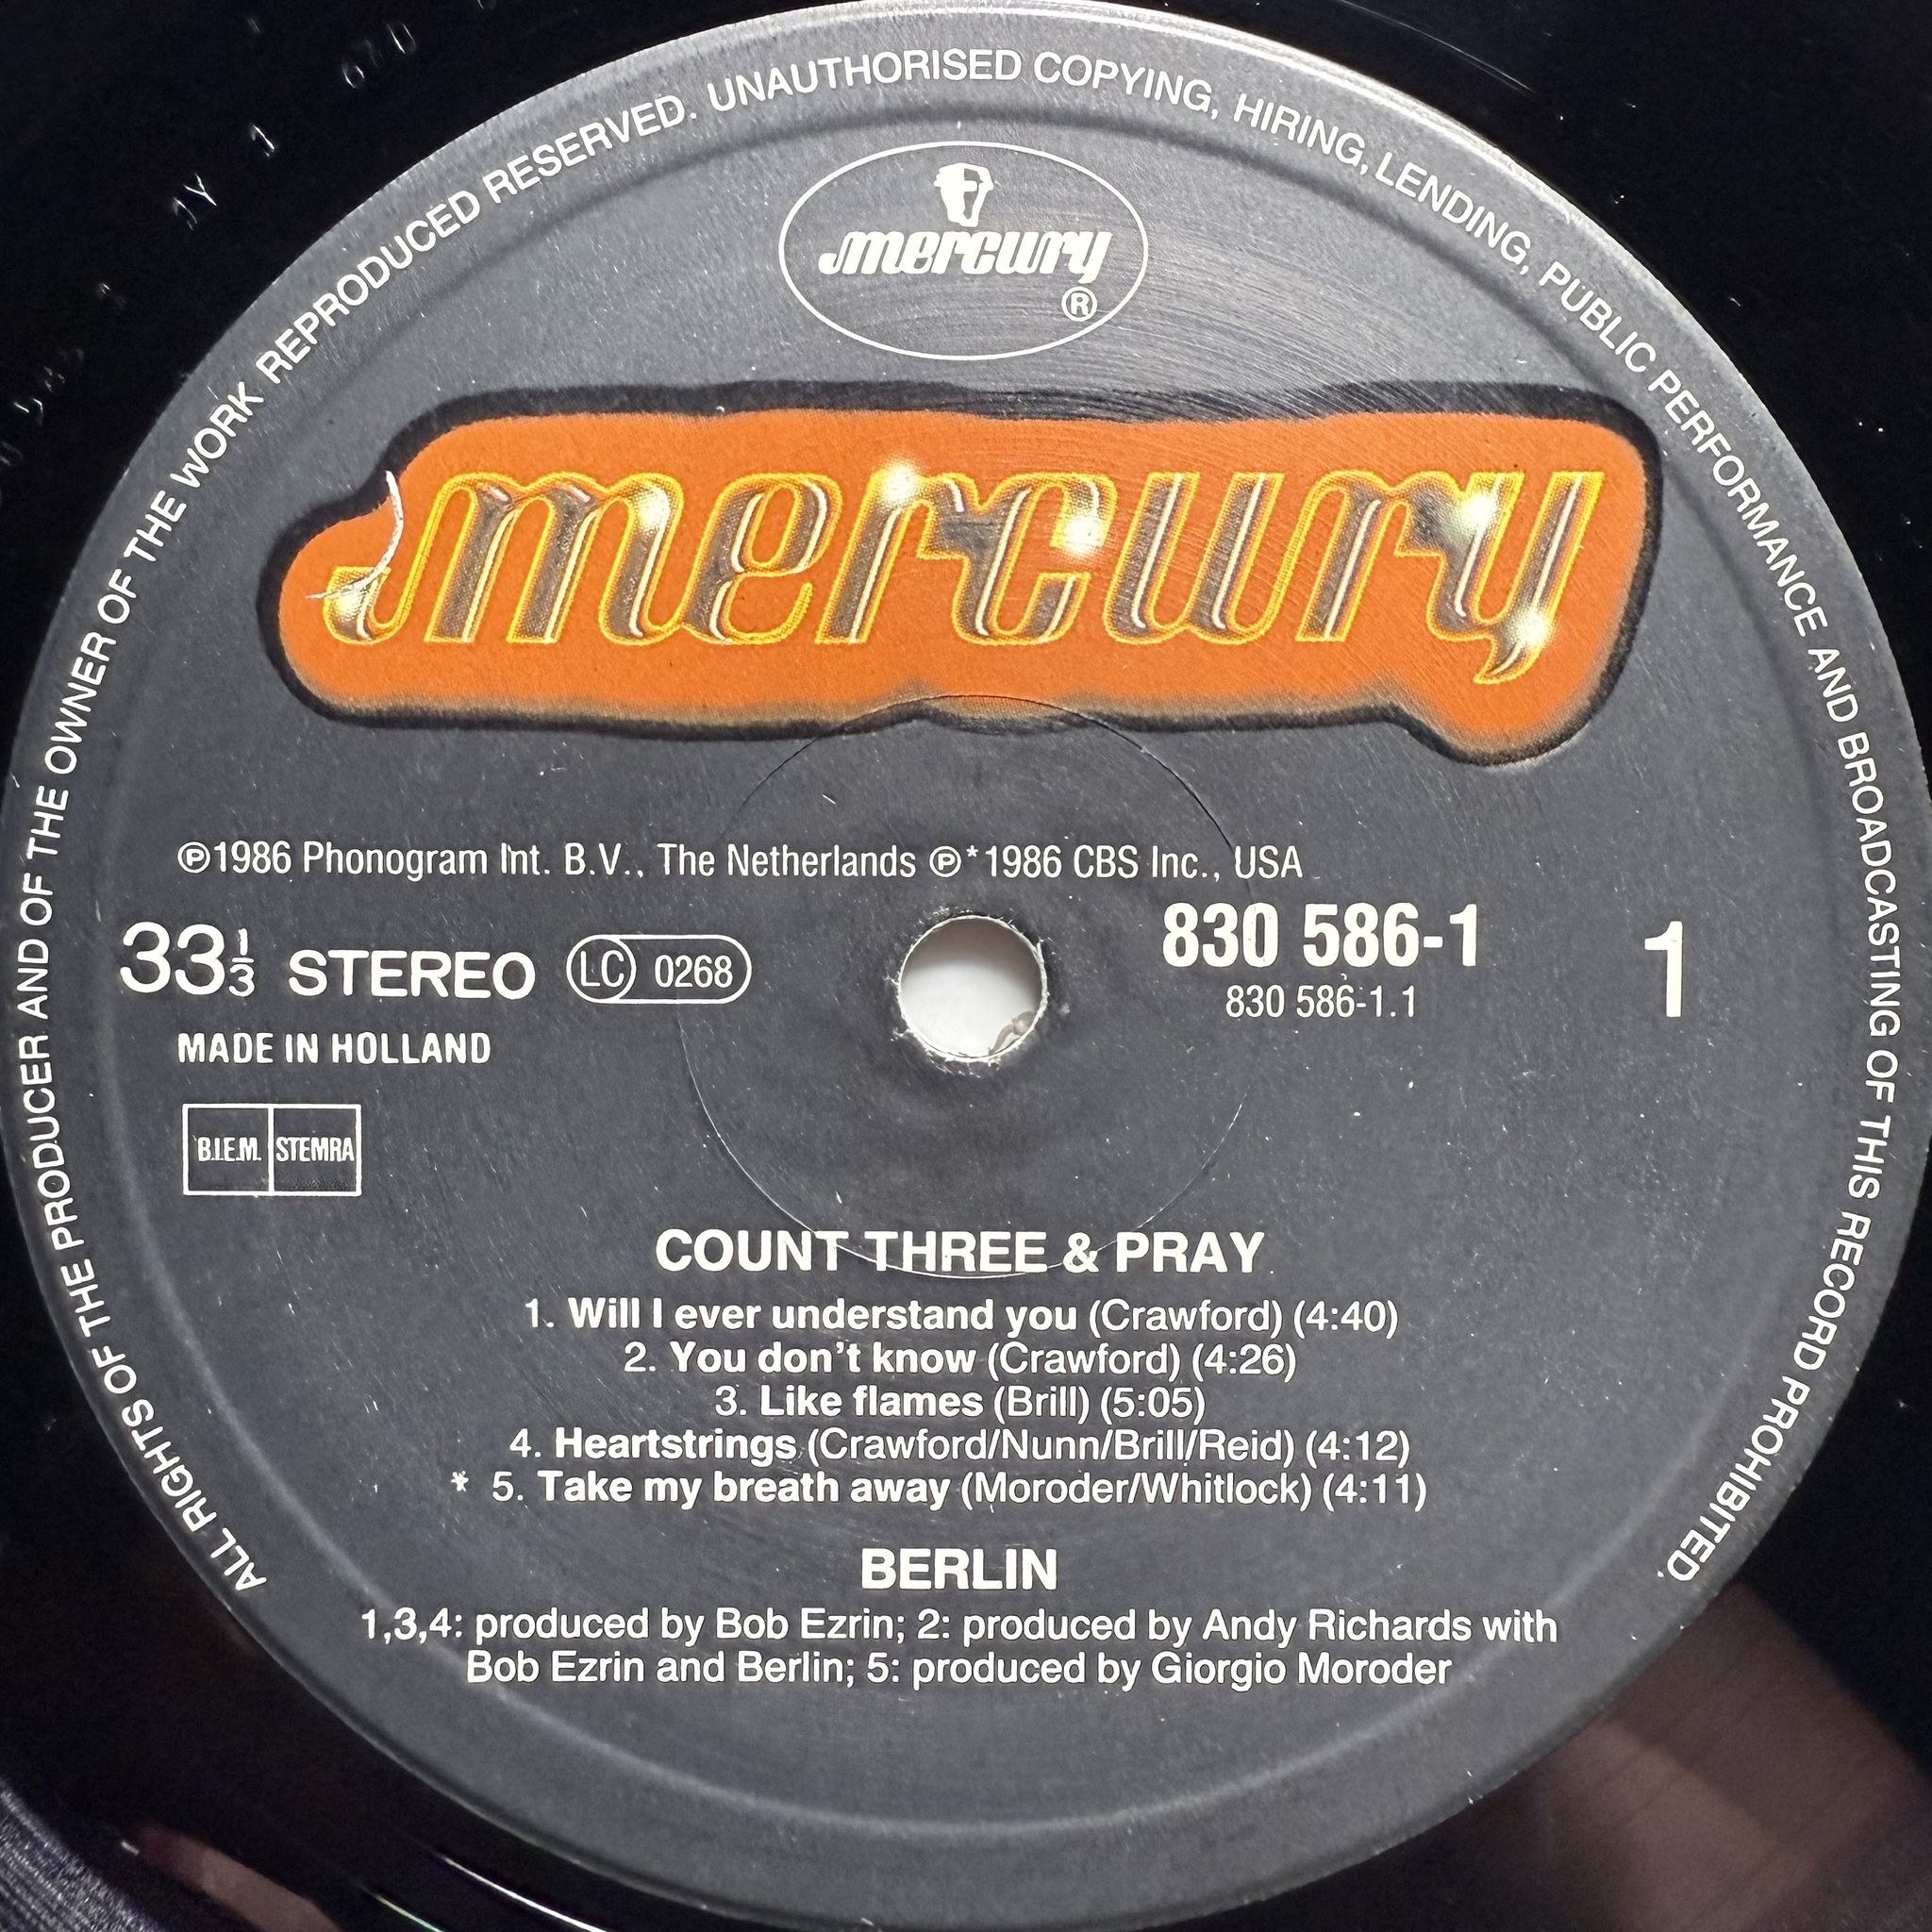 ALL RIGHTS OF THE PRODUCER AND OF THE OWNER OF THE WORK REPRODUCED RESERVED. UNAUTHORISED COPYING, HIRING, LENDING, PUBLIC PERFORMANCE AND BROADCASTING OF THIS RECORD PROHIBITED.
mercury
®
mercury
℗1986 Phonogram Int. B.V., The Netherlands ℗*1986 CBS Inc., USA
33⅓ STEREO LC 0268
830 586-1
1
830 586-1.1
MADE IN HOLLAND
B.I.E.M. STEMRA
COUNT THREE & PRAY
1. Will I ever understand you (Crawford) (4:40)
2. You don't know (Crawford) (4:26)
3. Like flames (Brill) (5:05)
4. Heartstrings (Crawford/Nunn/Brill/Reid) (4:12)
* 5. Take my breath away (Moroder/Whitlock) (4:11)
BERLIN
1,3,4: produced by Bob Ezrin; 2: produced by Andy Richards with
Bob Ezrin and Berlin; 5: produced by Giorgio Moroder